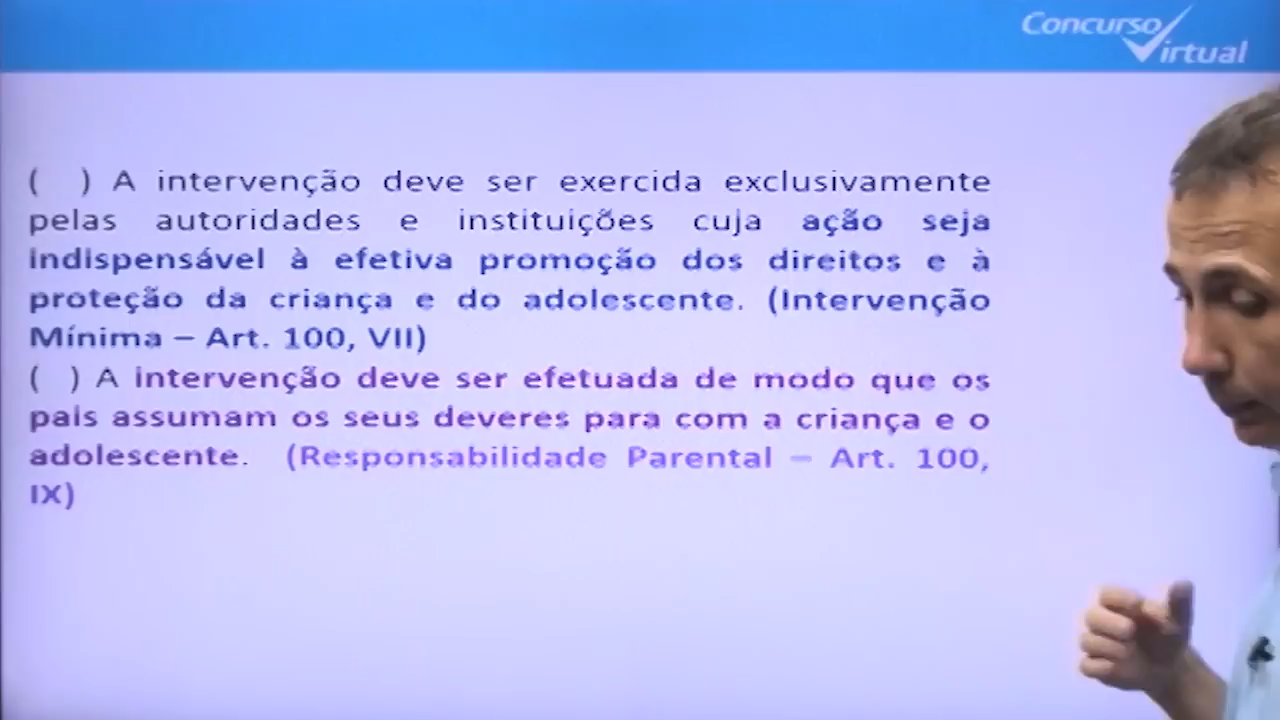 Concurso
Virtual
( ) A intervenção deve ser exercida exclusivamente
pelas autoridades e instituições cuja ação seja
indispensável à efetiva promoção dos direitos e à
proteção da criança e do adolescente. (Intervenção
Mínima – Art. 100, VII)
( ) A intervenção deve ser efetuada de modo que os
pais assumam os seus deveres para com a criança e o
adolescente. (Responsabilidade Parental – Art. 100,
IX)